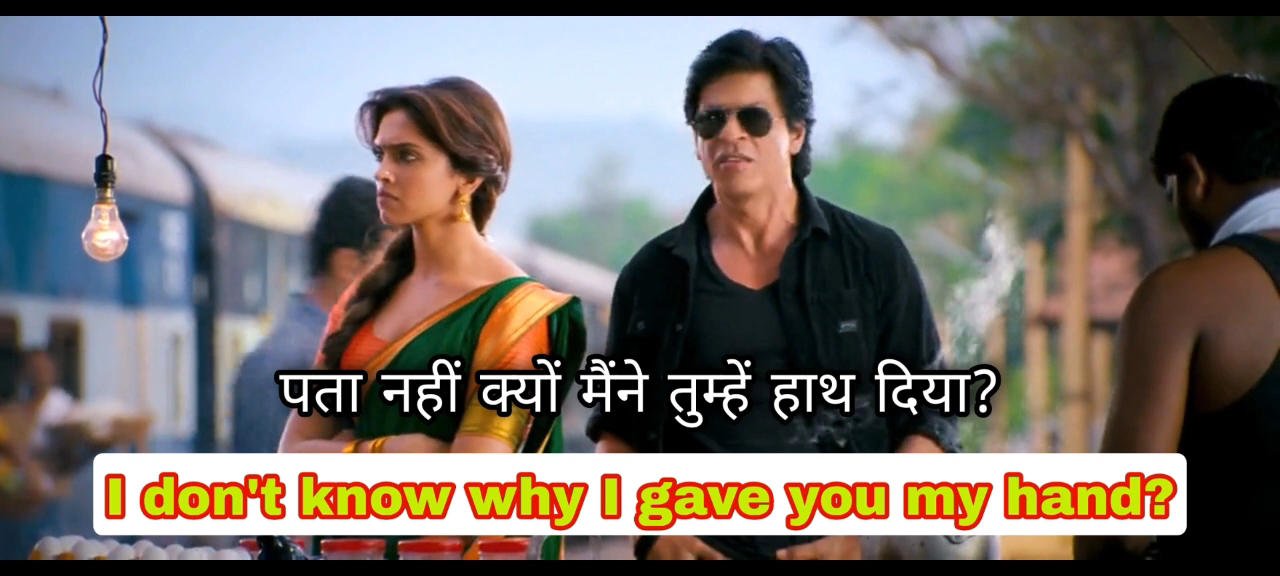 पता नहीं क्यों मैंने तुम्हें हाथ दिया?
I don't know why I gave you my hand?